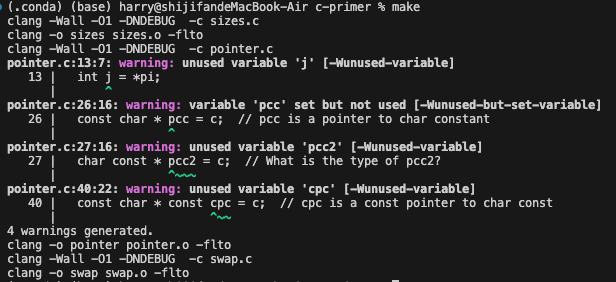 (.conda) (base) harry@shijifandeMacBook-Air c-primer % make
clang -Wall -O1 -DNDEBUG  -c sizes.c
clang -o sizes sizes.o -flto
clang -Wall -O1 -DNDEBUG  -c pointer.c
pointer.c:13:7: warning: unused variable 'j' [-Wunused-variable]
   13 |   int j = *pi;
      |       ^
pointer.c:26:16: warning: variable 'pcc' set but not used [-Wunused-but-set-variable]
   26 |   const char * pcc = c;  // pcc is a pointer to char constant
      |                ^
pointer.c:27:16: warning: unused variable 'pcc2' [-Wunused-variable]
   27 |   char const * pcc2 = c;  // What is the type of pcc2?
      |                ^~~~
pointer.c:40:22: warning: unused variable 'cpc' [-Wunused-variable]
   40 |   const char * const cpc = c;  // cpc is a const pointer to char const
      |                      ^~~
4 warnings generated.
clang -o pointer pointer.o -flto
clang -Wall -O1 -DNDEBUG  -c swap.c
clang -o swap swap.o -flto